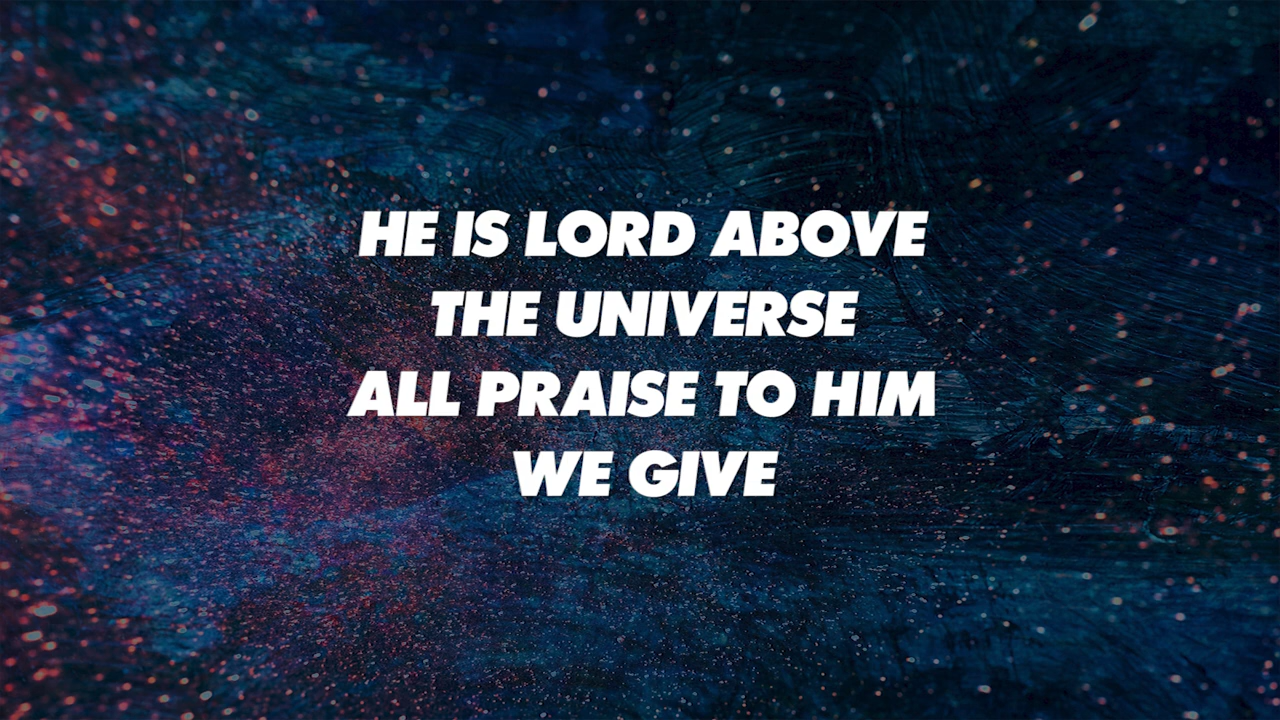 HE IS LORD ABOVE
THE UNIVERSE
ALL PRAISE TO HIM
WE GIVE